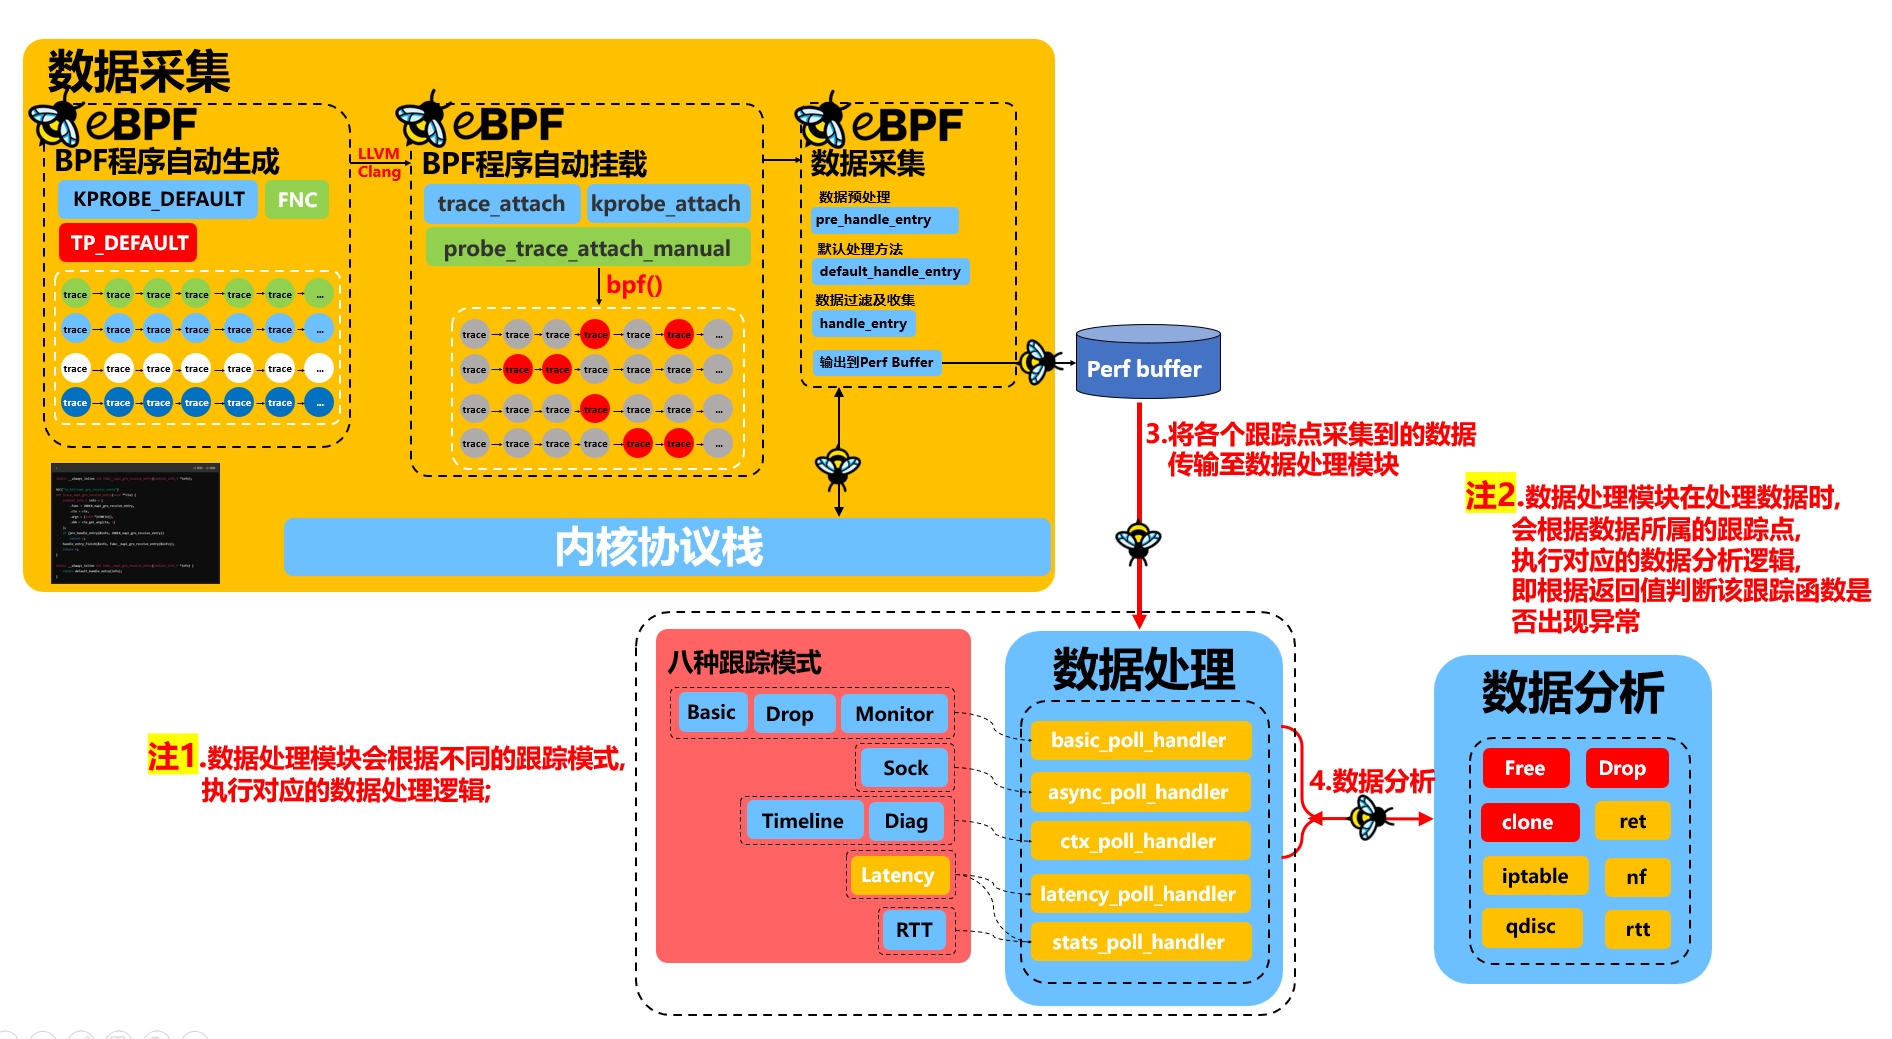 数据采集
eBPF
BPF程序自动生成
KPROBE_DEFAULT
FNC
TP_DEFAULT
trace trace trace trace trace trace ...
trace trace trace trace trace trace ...
trace trace trace trace trace trace ...
trace trace trace trace trace trace ...
LLVM
Clang
eBPF
BPF程序自动挂载
trace_attach
kprobe_attach
probe_trace_attach_manual
bpf()
trace trace trace trace trace trace ...
trace trace trace trace trace trace ...
trace trace trace trace trace trace ...
trace trace trace trace trace trace ...
eBPF
数据采集
数据预处理
pre_handle_entry
默认处理方法
default_handle_entry
数据过滤及收集
handle_entry
输出到Perf Buffer
Perf buffer
内核协议栈
3.将各个跟踪点采集到的数据
传输至数据处理模块
注2.数据处理模块在处理数据时,
会根据数据所属的跟踪点,
执行对应的数据分析逻辑,
即根据返回值判断该跟踪函数是
否出现异常
注1.数据处理模块会根据不同的跟踪模式,
执行对应的数据处理逻辑;
八种跟踪模式
Basic
Drop
Monitor
Sock
Timeline
Diag
Latency
RTT
数据处理
basic_poll_handler
async_poll_handler
ctx_poll_handler
latency_poll_handler
stats_poll_handler
4.数据分析
数据分析
Free
Drop
clone
ret
iptable
nf
qdisc
rtt